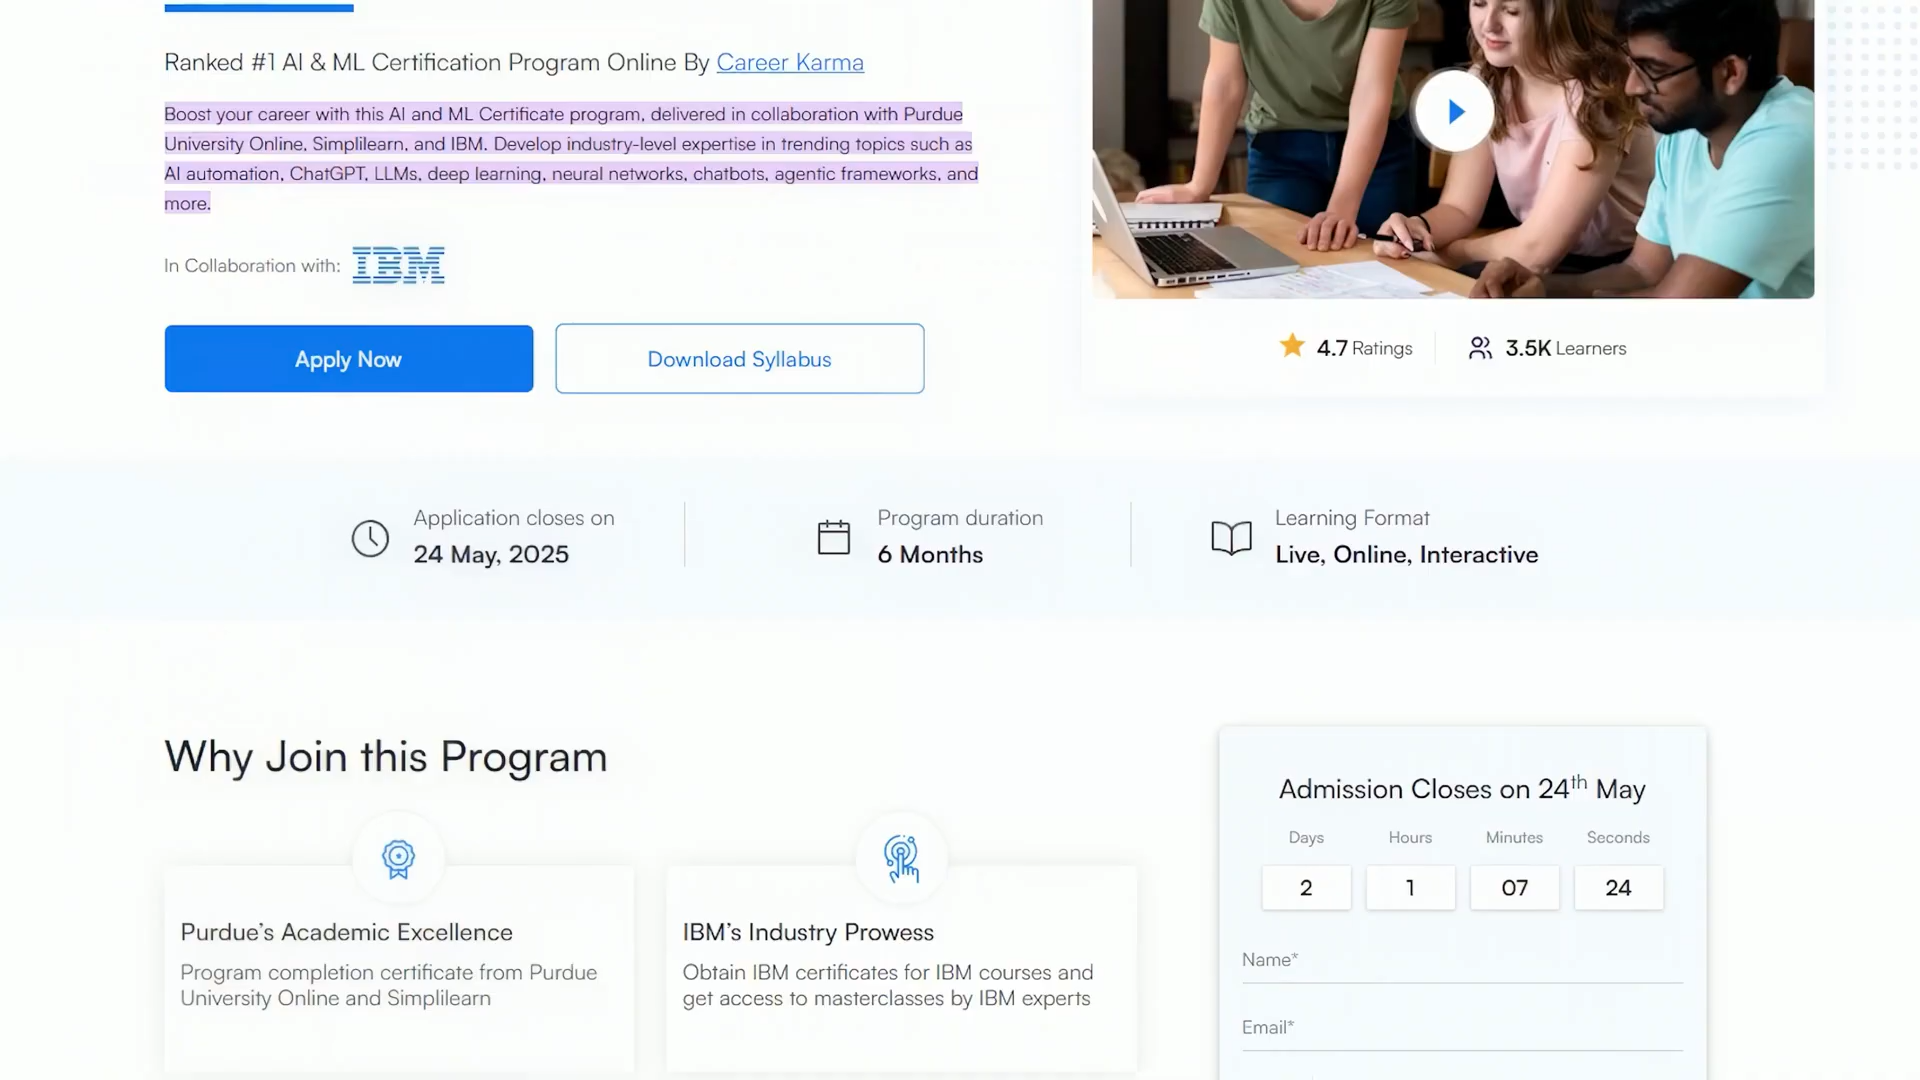 Ranked #1 AI & ML Certification Program Online By Career Karma
Boost your career with this AI and ML Certificate program, delivered in collaboration with Purdue
University Online, Simplilearn, and IBM. Develop industry-level expertise in trending topics such as
AI automation, ChatGPT, LLMs, deep learning, neural networks, chatbots, agentic frameworks, and
more.
In Collaboration with: IBM
Apply Now
Download Syllabus
4.7 Ratings
3.5K Learners
Application closes on
24 May, 2025
Program duration
6 Months
Learning Format
Live, Online, Interactive
Why Join this Program
Purdue’s Academic Excellence
Program completion certificate from Purdue
University Online and Simplilearn
IBM’s Industry Prowess
Obtain IBM certificates for IBM courses and
get access to masterclasses by IBM experts
Admission Closes on 24th May
Days Hours Minutes Seconds
2 1 07 24
Name*
Email*